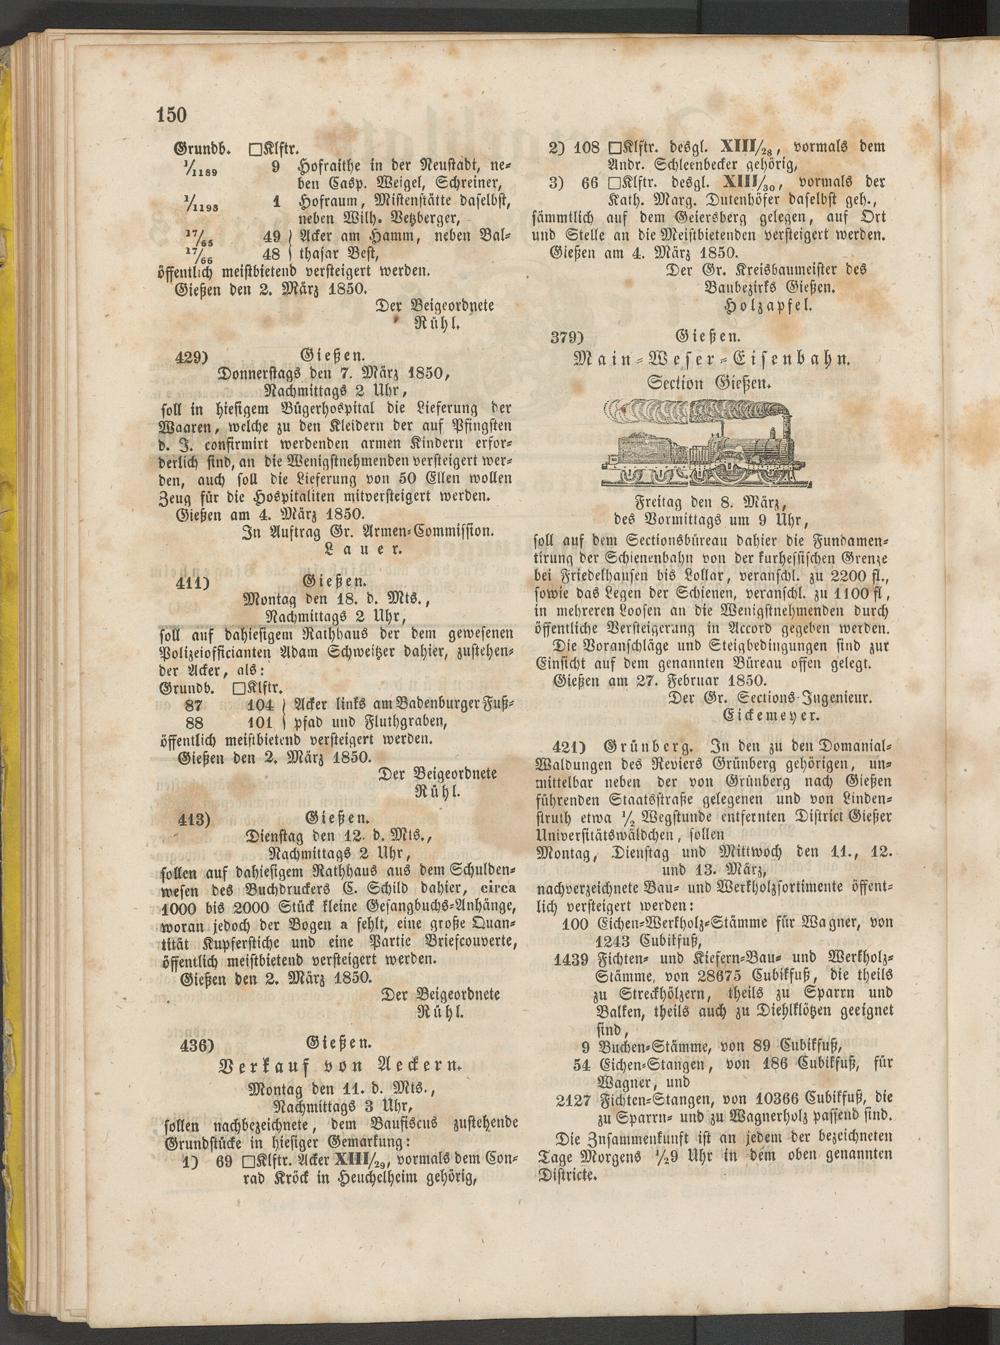 150
Grundb. □Klftr.
1/1189 9 Hofraithe in der Neustadt, ne-
ben Casp. Weigel, Schreiner,
1/1193 1 Hofraum, Mistenstätte daselbst,
neben Wilh. Vetzberger,
17/65 49 } Acker am Hamm, neben Bal-
17/66 48 } thasar Best,
öffentlich meistbietend versteigert werden.
Gießen den 2. März 1850.
Der Beigeordnete
Rühl.
429) Gießen.
Donnerstags den 7. März 1850,
Nachmittags 2 Uhr,
soll in hiesigem Bügerhospital die Lieferung der
Waaren, welche zu den Kleidern der auf Pfingsten
d. J. confirmirt werdenden armen Kindern erfor-
derlich sind, an die Wenigstnehmenden versteigert wer-
den, auch soll die Lieferung von 50 Ellen wollen
Zeug für die Hospitaliten mitversteigert werden.
Gießen am 4. März 1850.
In Auftrag Gr. Armen-Commission.
Lauer.
411) Gießen.
Montag den 18. d. Mts.,
Nachmittags 2 Uhr,
soll auf dahiesigem Rathhaus der dem gewesenen
Polizeiofficianten Adam Schweitzer dahier, zustehen-
der Acker, als:
Grundb. □Klftr.
87 104 } Acker links am Badenburger Fuß-
88 101 } pfad und Fluthgraben,
öffentlich meistbietend versteigert werden.
Gießen den 2. März 1850.
Der Beigeordnete
Rühl.
413) Gießen.
Dienstag den 12. d. Mts.,
Nachmittags 2 Uhr,
sollen auf dahiesigem Rathhaus aus dem Schulden-
wesen des Buchdruckers C. Schild dahier, circa
1000 bis 2000 Stück kleine Gesangbuchs-Anhänge,
woran jedoch der Bogen a fehlt, eine große Quan-
tität Kupferstiche und eine Partie Briefcouverte,
öffentlich meistbietend versteigert werden.
Gießen den 2. März 1850.
Der Beigeordnete
Rühl.
436) Gießen.
Verkauf von Aeckern.
Montag den 11. d. Mts.,
Nachmittags 3 Uhr,
sollen nachbezeichnete, dem Baufiscus zustehende
Grundstücke in hiesiger Gemarkung:
1) 69 □Klftr. Acker XIII/29, vormals dem Con-
rad Kröck in Heuchelheim gehörig,
2) 108 □Klftr. desgl. XIII/28, vormals dem
Andr. Schleenbecker gehörig,
3) 66 □Klftr. desgl. XIII/30, vormals der
Kath. Marg. Dutenhöfer daselbst geh.,
sämmtlich auf dem Geiersberg gelegen, auf Ort
und Stelle an die Meistbietenden versteigert werden.
Gießen am 4. März 1850.
Der Gr. Kreisbaumeister des
Baubezirks Gießen.
Holzapfel.
379) Gießen.
Main-Weser-Eisenbahn.
Section Gießen.
Freitag den 8. März,
des Vormittags um 9 Uhr,
soll auf dem Sectionsbüreau dahier die Fundamen-
tirung der Schienenbahn von der kurhessischen Grenze
bei Friedelhausen bis Lollar, veranschl. zu 2200 fl.,
sowie das Legen der Schienen, veranschl. zu 1100 fl,
in mehreren Loosen an die Wenigstnehmenden durch
öffentliche Versteigerung in Accord gegeben werden.
Die Voranschläge und Steigbedingungen sind zur
Einsicht auf dem genannten Büreau offen gelegt.
Gießen am 27. Februar 1850.
Der Gr. Sections-Ingenieur.
Eickemeyer.
421) Grünberg. In den zu den Domanial-
Waldungen des Reviers Grünberg gehörigen, un-
mittelbar neben der von Grünberg nach Gießen
führenden Staatsstraße gelegenen und von Linden-
struth etwa 1/2 Wegstunde entfernten District Gießer
Universitätswäldchen, sollen
Montag, Dienstag und Mittwoch den 11., 12.
und 13. März,
nachverzeichnete Bau- und Werkholzsortimente öffent-
lich versteigert werden:
100 Eichen-Werkholz-Stämme für Wagner, von
1243 Cubikfuß,
1439 Fichten- und Kiefern-Bau- und Werkholz-
Stämme, von 28675 Cubikfuß, die theils
zu Streckhölzern, theils zu Sparrn und
Balken, theils auch zu Diehlklötzen geeignet
sind,
9 Buchen-Stämme, von 89 Cubikfuß,
54 Eichen-Stangen, von 186 Cubikfuß, für
Wagner, und
2127 Fichten-Stangen, von 10366 Cubikfuß, die
zu Sparrn- und zu Wagnerholz passend sind.
Die Znsammenkunft ist an jedem der bezeichneten
Tage Morgens 1/29 Uhr in dem oben genannten
Districte.